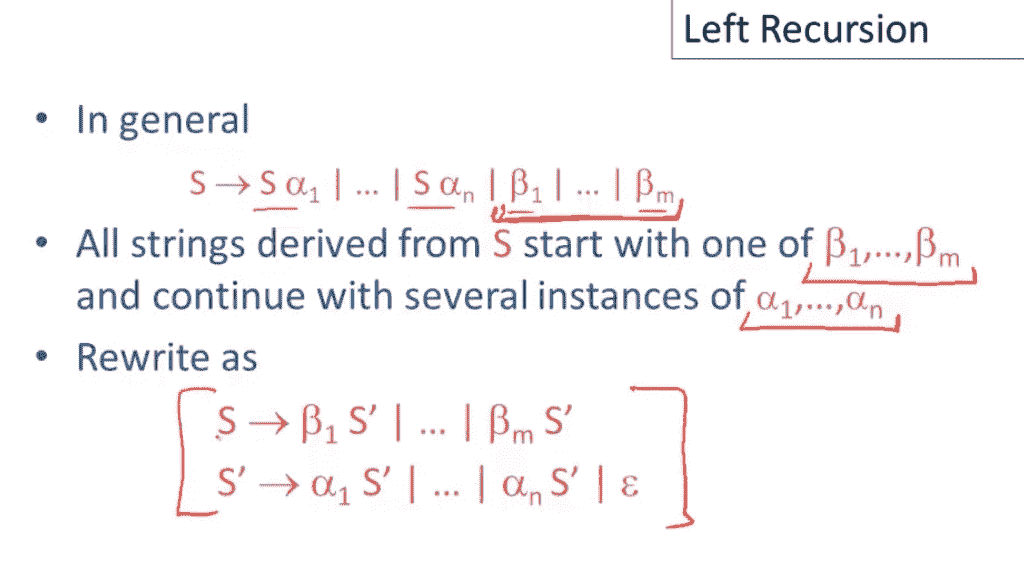 Left Recursion
• In general
S → S α₁ | ... | S αₙ | β₁ | ... | βₘ
• All strings derived from S start with one of β₁,...,βₘ
and continue with several instances of α₁,...,αₙ
• Rewrite as
S → β₁ S’ | ... | βₘ S’
S’ → α₁ S’ | ... | αₙ S’ | ε